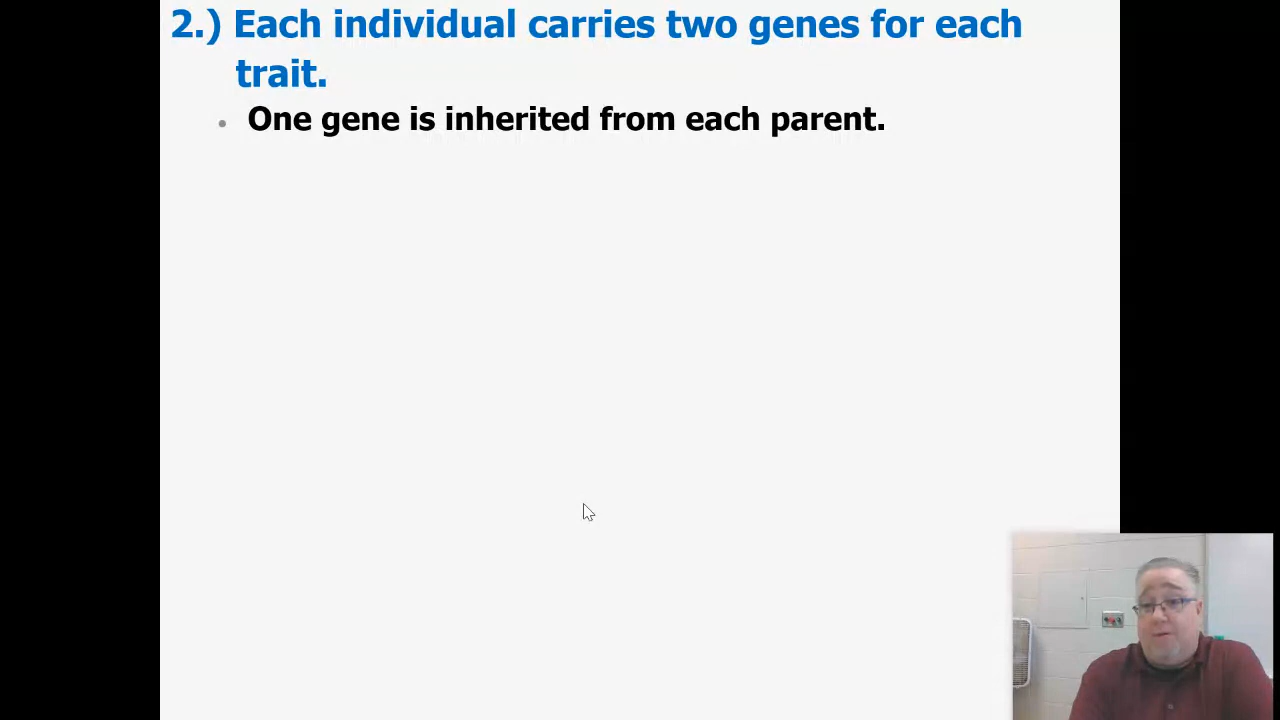 2.) Each individual carries two genes for each
trait.
• One gene is inherited from each parent.